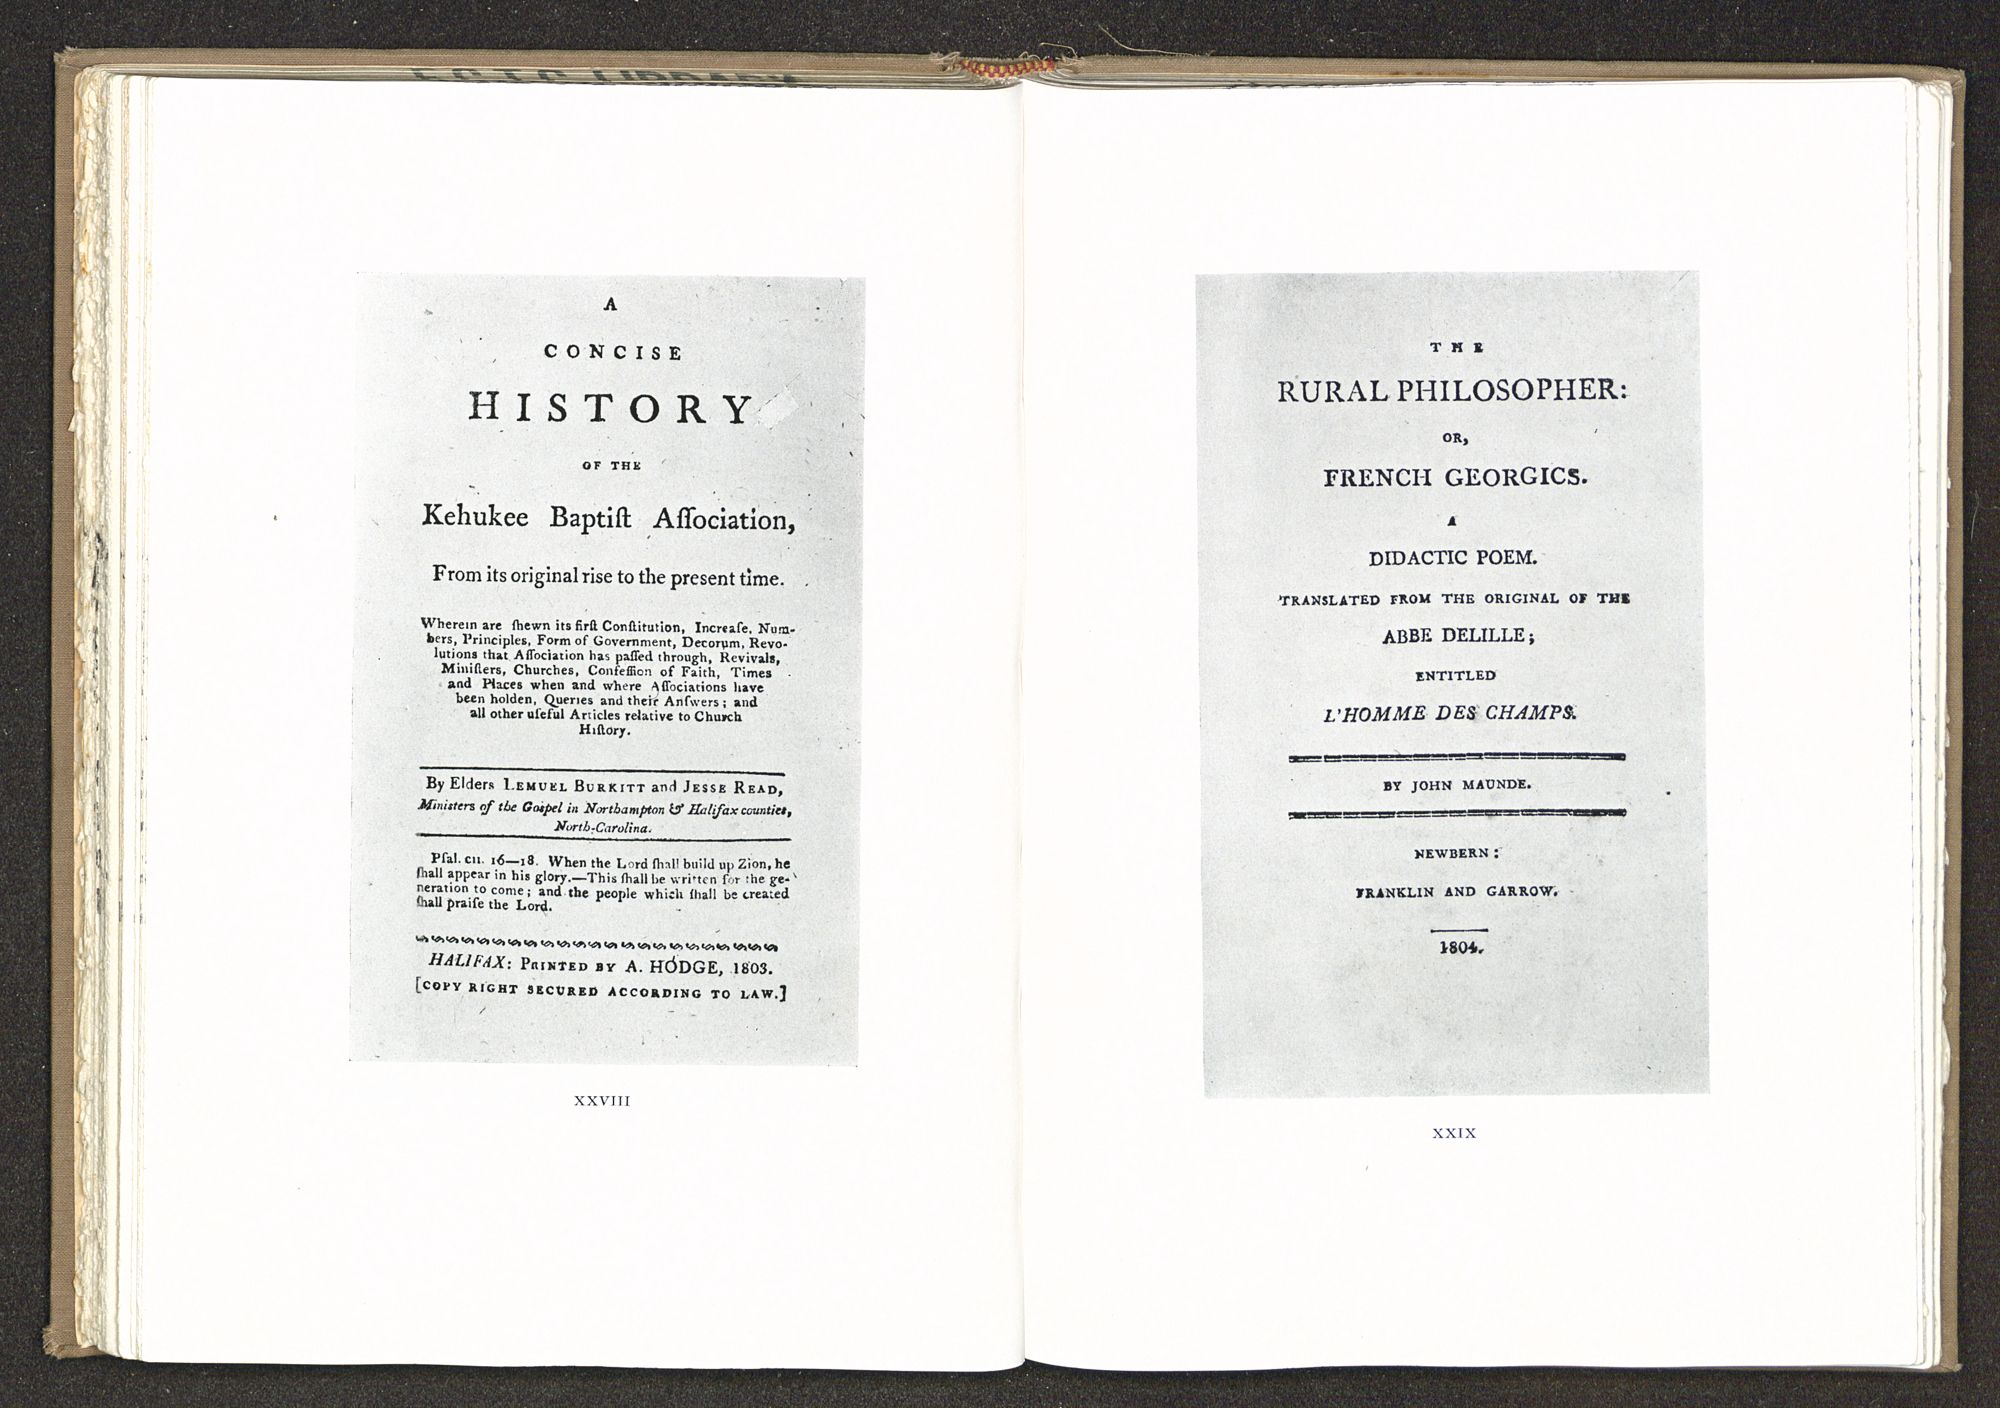 E.C.T.C. LIBRARY
A
CONCISE
HISTORY
OF THE
Kehukee Baptiſt Aſſociation,
From its original rise to the present time.
Wherein are ſhewn its firſt Conſtitution, Increaſe, Num-
bers, Principles, Form of Government, Decorum, Revo-
lutions that Aſſociation has paſſed through, Revivals,
Miniſters, Churches, Confeſſion of Faith, Times
and Places when and where Aſſociations have
been holden, Queries and their Anſwers; and
all other uſeful Articles relative to Church
Hiſtory.
By Elders LEMUEL BURKITT and JESSE READ,
Ministers of the Gospel in Northampton & Halifax counties,
North-Carolina.
Pſal. cii. 16—18. When the Lord ſhall build up Zion, he
ſhall appear in his glory.—This ſhall be written for the ge-
neration to come; and the people which ſhall be created
ſhall praiſe the Lord.
HALIFAX: PRINTED BY A. HODGE, 1803.
[COPY RIGHT SECURED ACCORDING TO LAW.]
XXVIII
THE
RURAL PHILOSOPHER:
OR,
FRENCH GEORGICS.
A
DIDACTIC POEM.
TRANSLATED FROM THE ORIGINAL OF THE
ABBE DELILLE;
ENTITLED
L'HOMME DES CHAMPS.
BY JOHN MAUNDE.
NEWBERN:
FRANKLIN AND GARROW.
1804.
XXIX